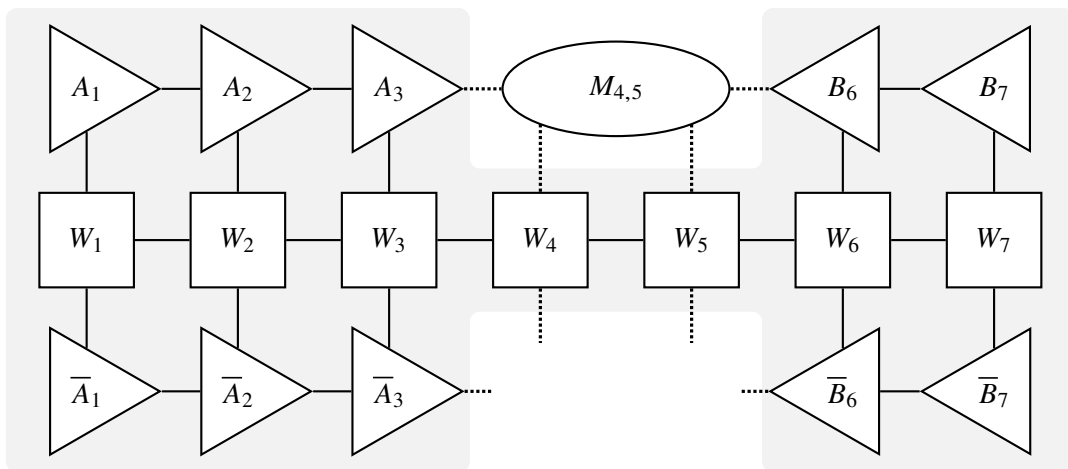 A₁ A₂ A₃ M₄,₅ B₆ B₇
W₁ W₂ W₃ W₄ W₅ W₆ W₇
A̅₁ A̅₂ A̅₃ B̅₆ B̅₇